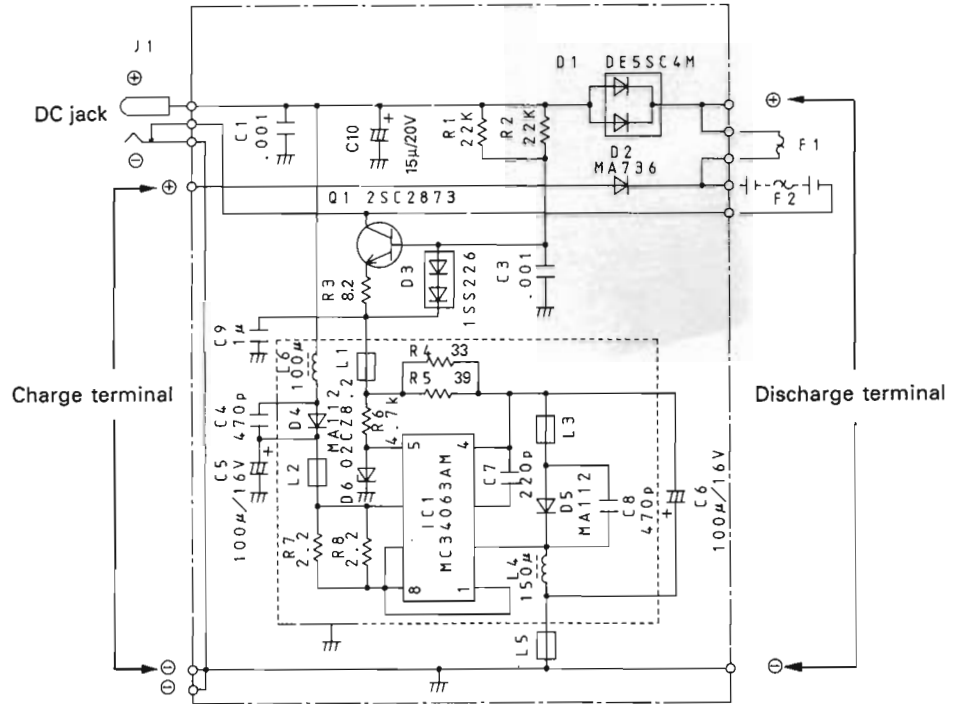 J1
⊕
DC jack
⊖
⊕
Charge terminal
⊖
⊖
C1
.001
C10
15μ/20V
R1
22K
R2
22K
D1 DE5SC4M
D2
MA736
⊕
F1
F2
Discharge terminal
⊖
Q1 2SC2873
R3
8.2
D3
1SS226
C3
.001
C9
1μ
L6
100μ
L1
R4 33
R5 39
C4
470p
D4
MA112
R6
4.7k
D6 02CZ8.2
C5
100μ/16V
L2
R7
2.2
R8
2.2
5
4
IC1
MC34063AM
8
1
C7
220p
L3
D5
MA112
C8
470p
C6
100μ/16V
L4
150μ
L5